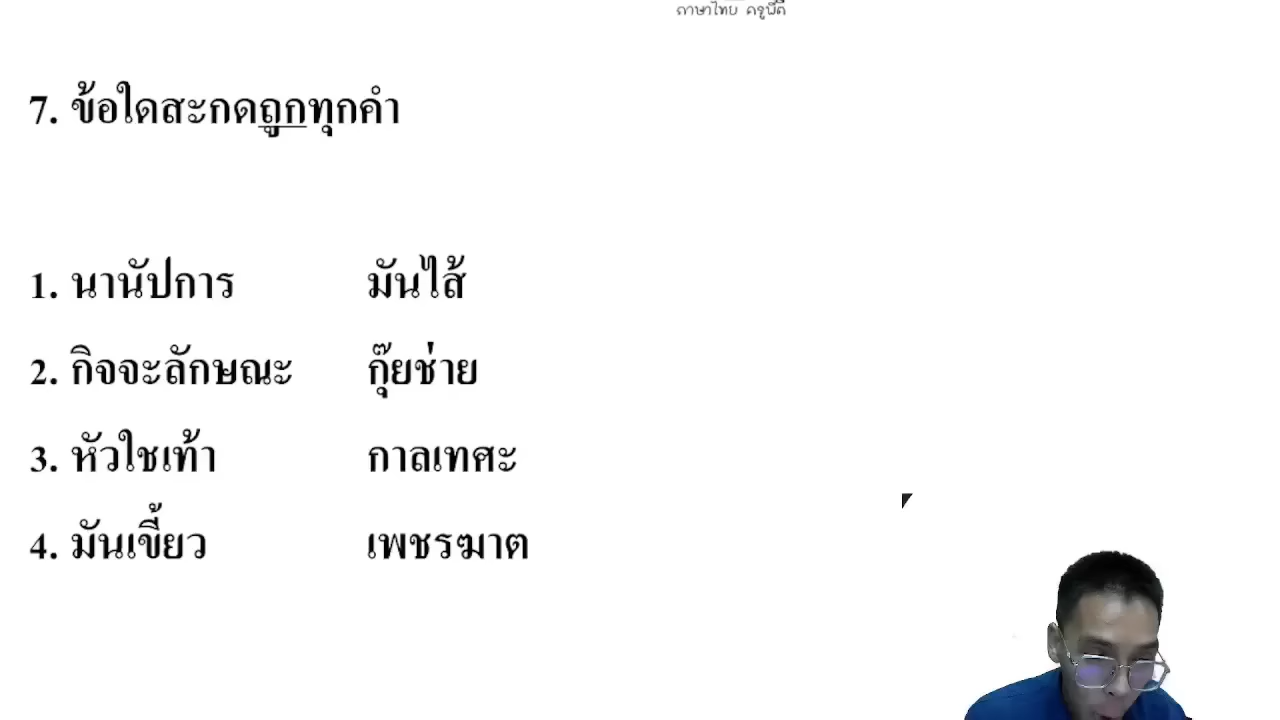 ภาษาไทย ครูพี่ตี่
7. ข้อใดสะกดถูกทุกคำ
1. นานัปการ มันไส้
2. กิจจะลักษณะ กุ๊ยช่าย
3. หัวใชเท้า กาลเทศะ
4. มันเขี้ยว เพชรฆาต